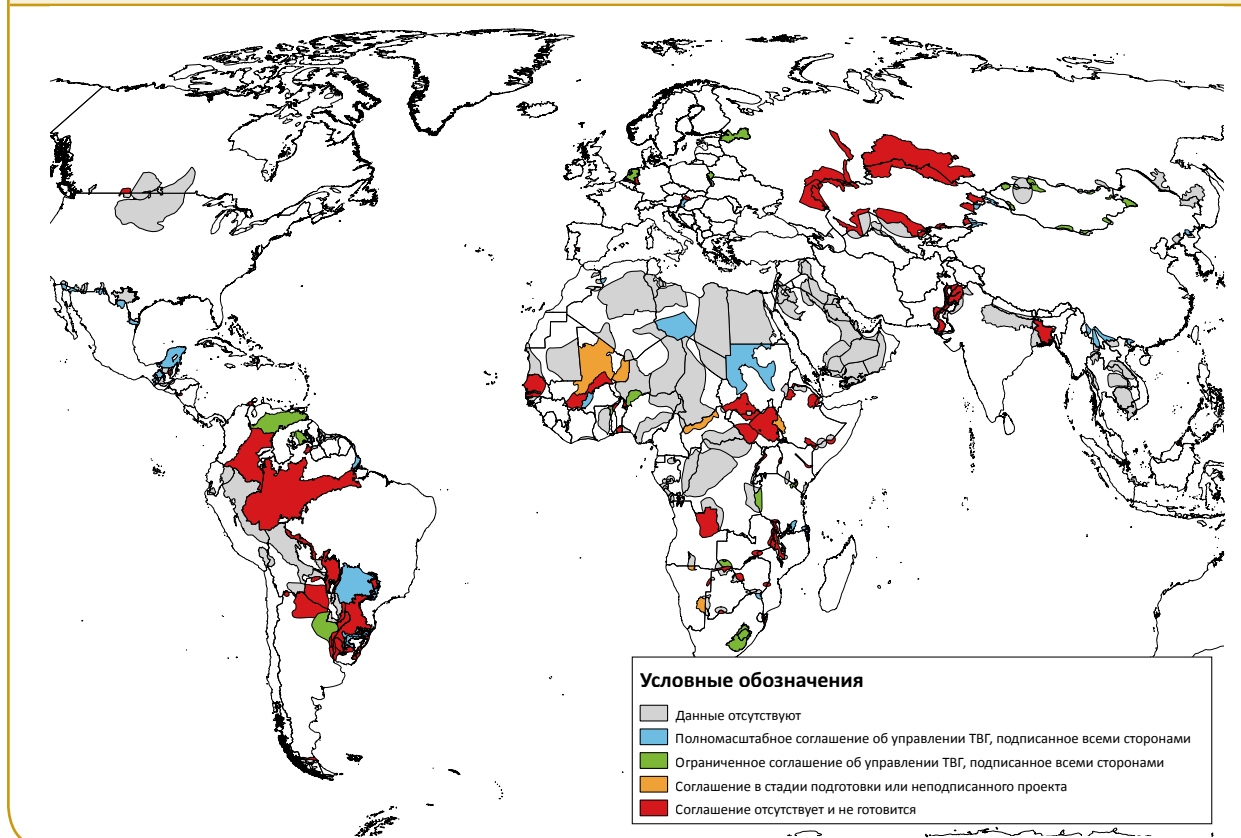 Условные обозначения
Данные отсутствуют
Полномасштабное соглашение об управлении ТВГ, подписанное всеми сторонами
Ограниченное соглашение об управлении ТВГ, подписанное всеми сторонами
Соглашение в стадии подготовки или неподписанного проекта
Соглашение отсутствует и не готовится